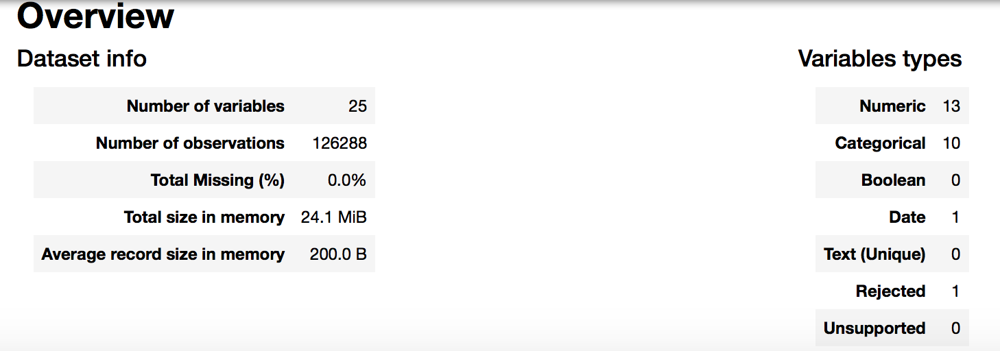 Overview
Dataset info
Number of variables 25
Number of observations 126288
Total Missing (%) 0.0%
Total size in memory 24.1 MiB
Average record size in memory 200.0 B
Variables types
Numeric 13
Categorical 10
Boolean 0
Date 1
Text (Unique) 0
Rejected 1
Unsupported 0